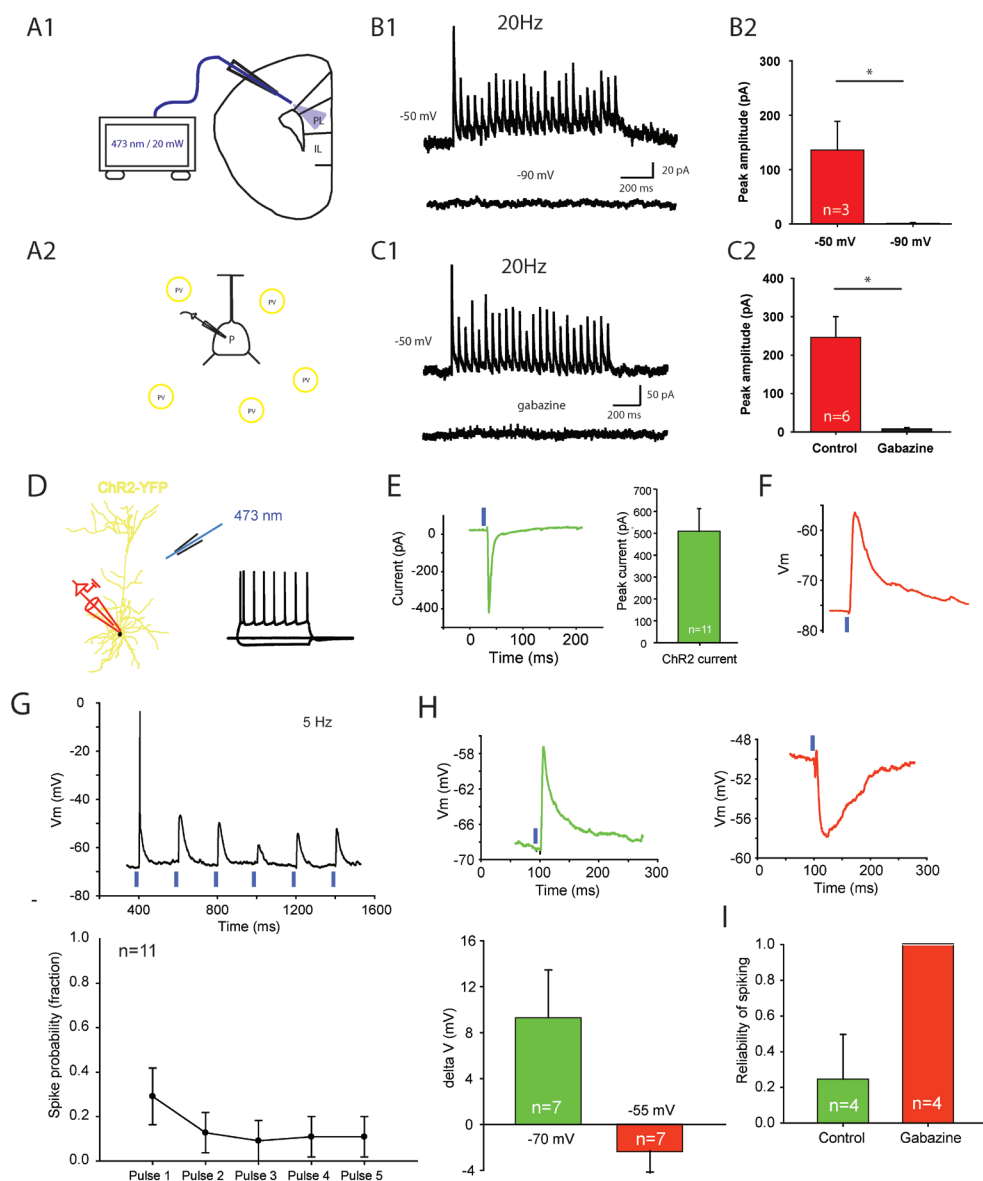 A1
473 nm / 20 mW
PL
IL
B1
20Hz
-50 mV
20 pA
200 ms
-90 mV
B2
300
200
100
0
Peak amplitude (pA)
*
n=3
-50 mV
-90 mV
A2
PV
PV
P
PV
PV
PV
C1
20Hz
-50 mV
50 pA
200 ms
gabazine
C2
400
300
200
100
0
Peak amplitude (pA)
*
n=6
Control
Gabazine
D
ChR2-YFP
473 nm
E
0
-200
-400
Current (pA)
0
100
200
Time (ms)
700
600
500
400
300
200
100
0
Peak current (pA)
n=11
ChR2 current
F
-60
-70
-80
Vm
G
5 Hz
0
-20
-40
-60
-80
Vm (mV)
400
800
1200
1600
Time (ms)
-
n=11
1.0
0.8
0.6
0.4
0.2
0.0
Spike probability (fraction)
Pulse 1
Pulse 2
Pulse 3
Pulse 4
Pulse 5
H
-58
-62
-66
-70
Vm (mV)
0
100
200
300
Time (ms)
-48
-52
-56
-60
Vm (mV)
0
100
200
300
Time (ms)
16
12
8
4
0
-4
delta V (mV)
n=7
-70 mV
-55 mV
n=7
I
1.0
0.8
0.6
0.4
0.2
0.0
Reliability of spiking
n=4
n=4
Control
Gabazine